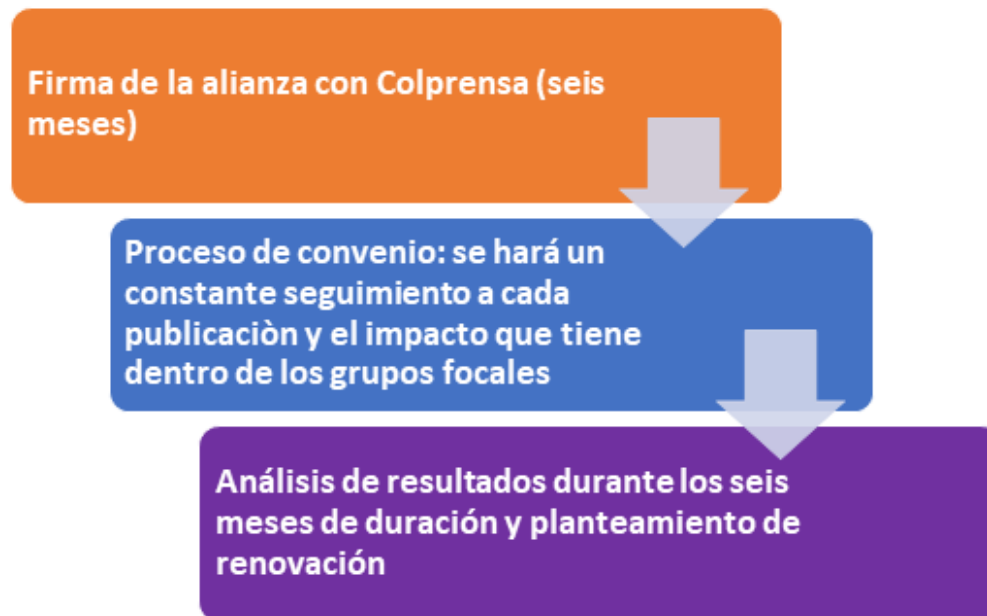 Firma de la alianza con Colprensa (seis
meses)
Proceso de convenio: se hará un
constante seguimiento a cada
publicaciòn y el impacto que tiene
dentro de los grupos focales
Análisis de resultados durante los seis
meses de duración y planteamiento de
renovación